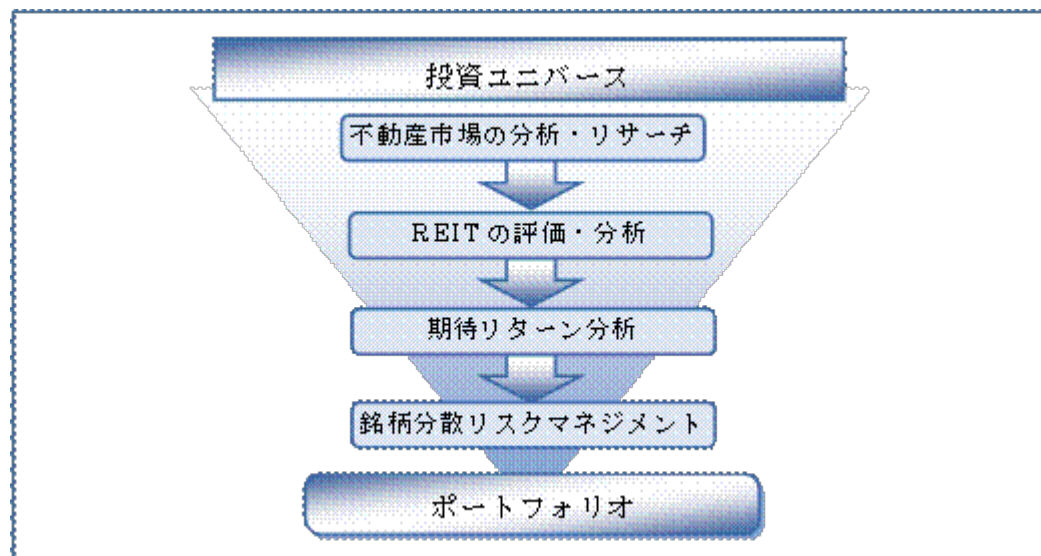 投資ユニバース
不動産市場の分析・リサーチ
REITの評価・分析
期待リターン分析
銘柄分散リスクマネジメント
ポートフォリオ